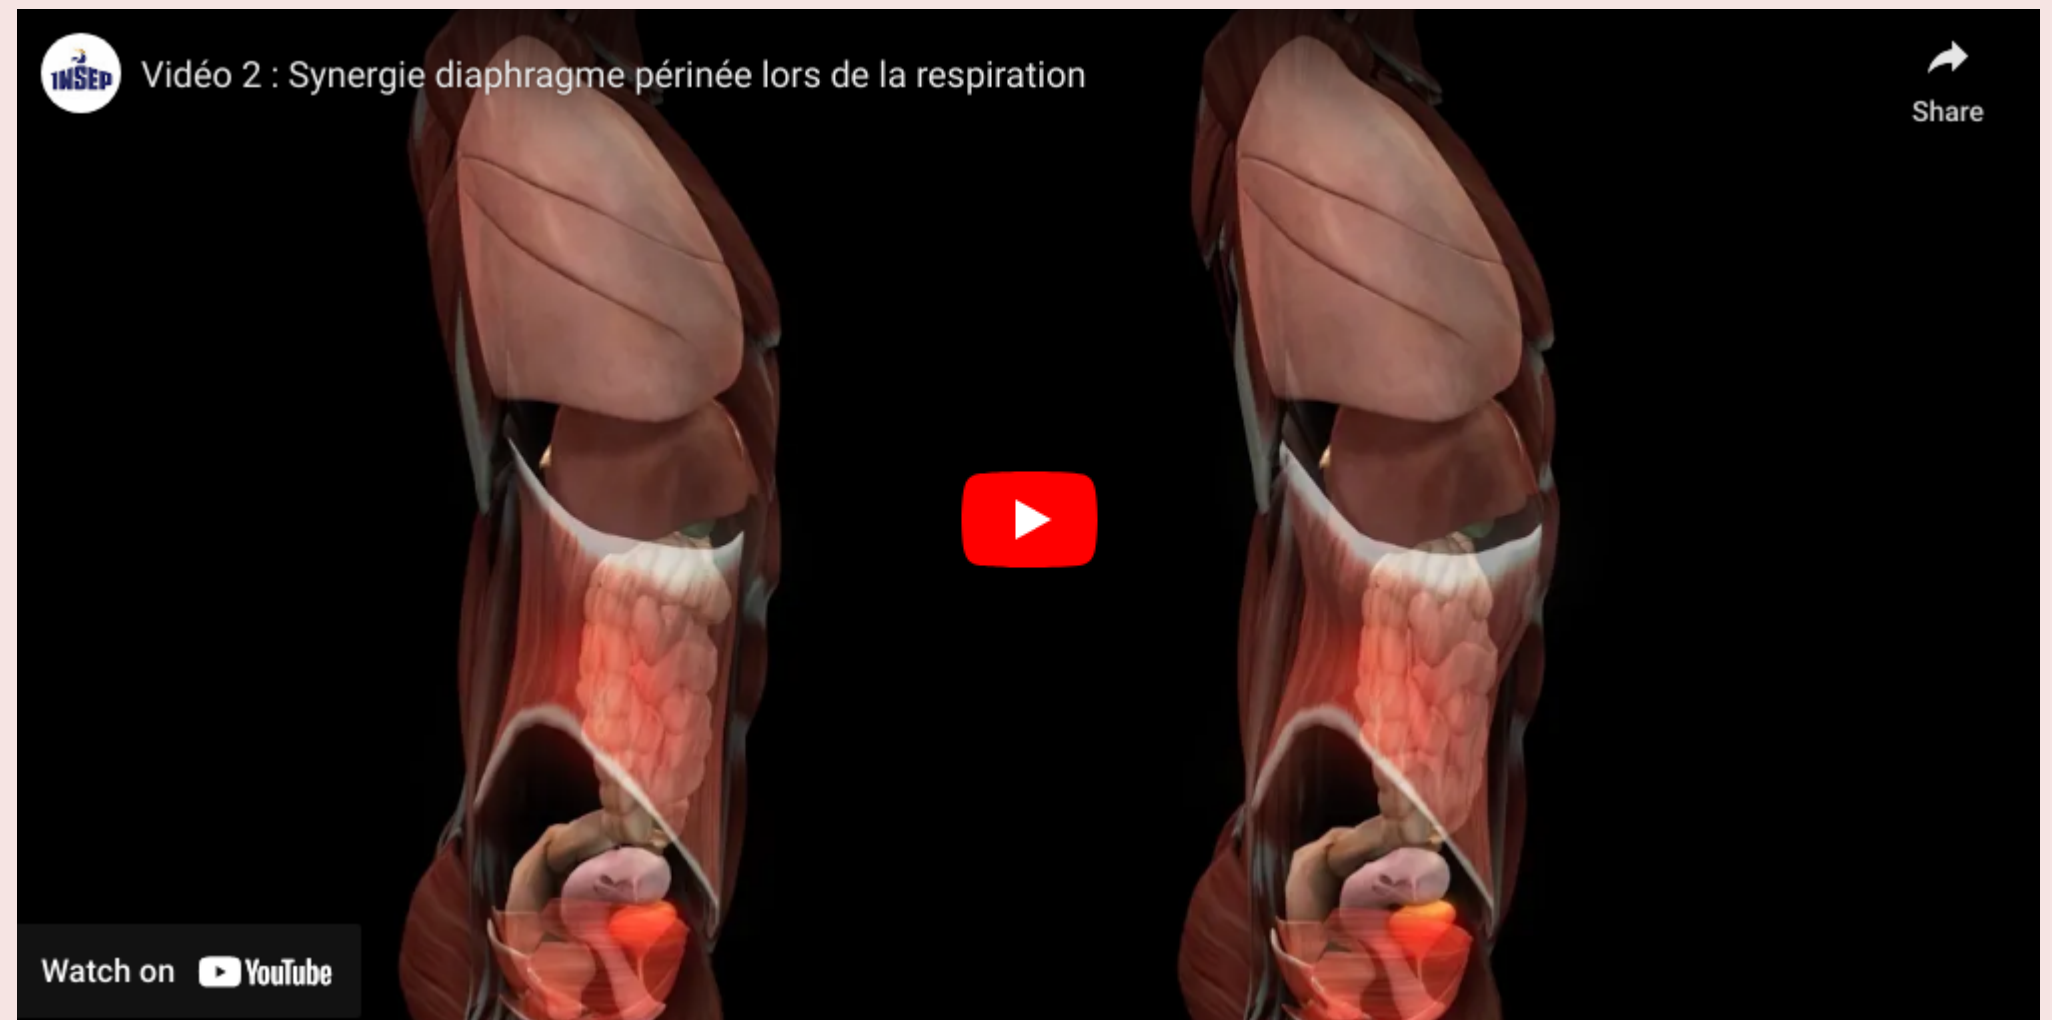 INSEP
Vidéo 2 : Synergie diaphragme périnée lors de la respiration
Share
Watch on YouTube